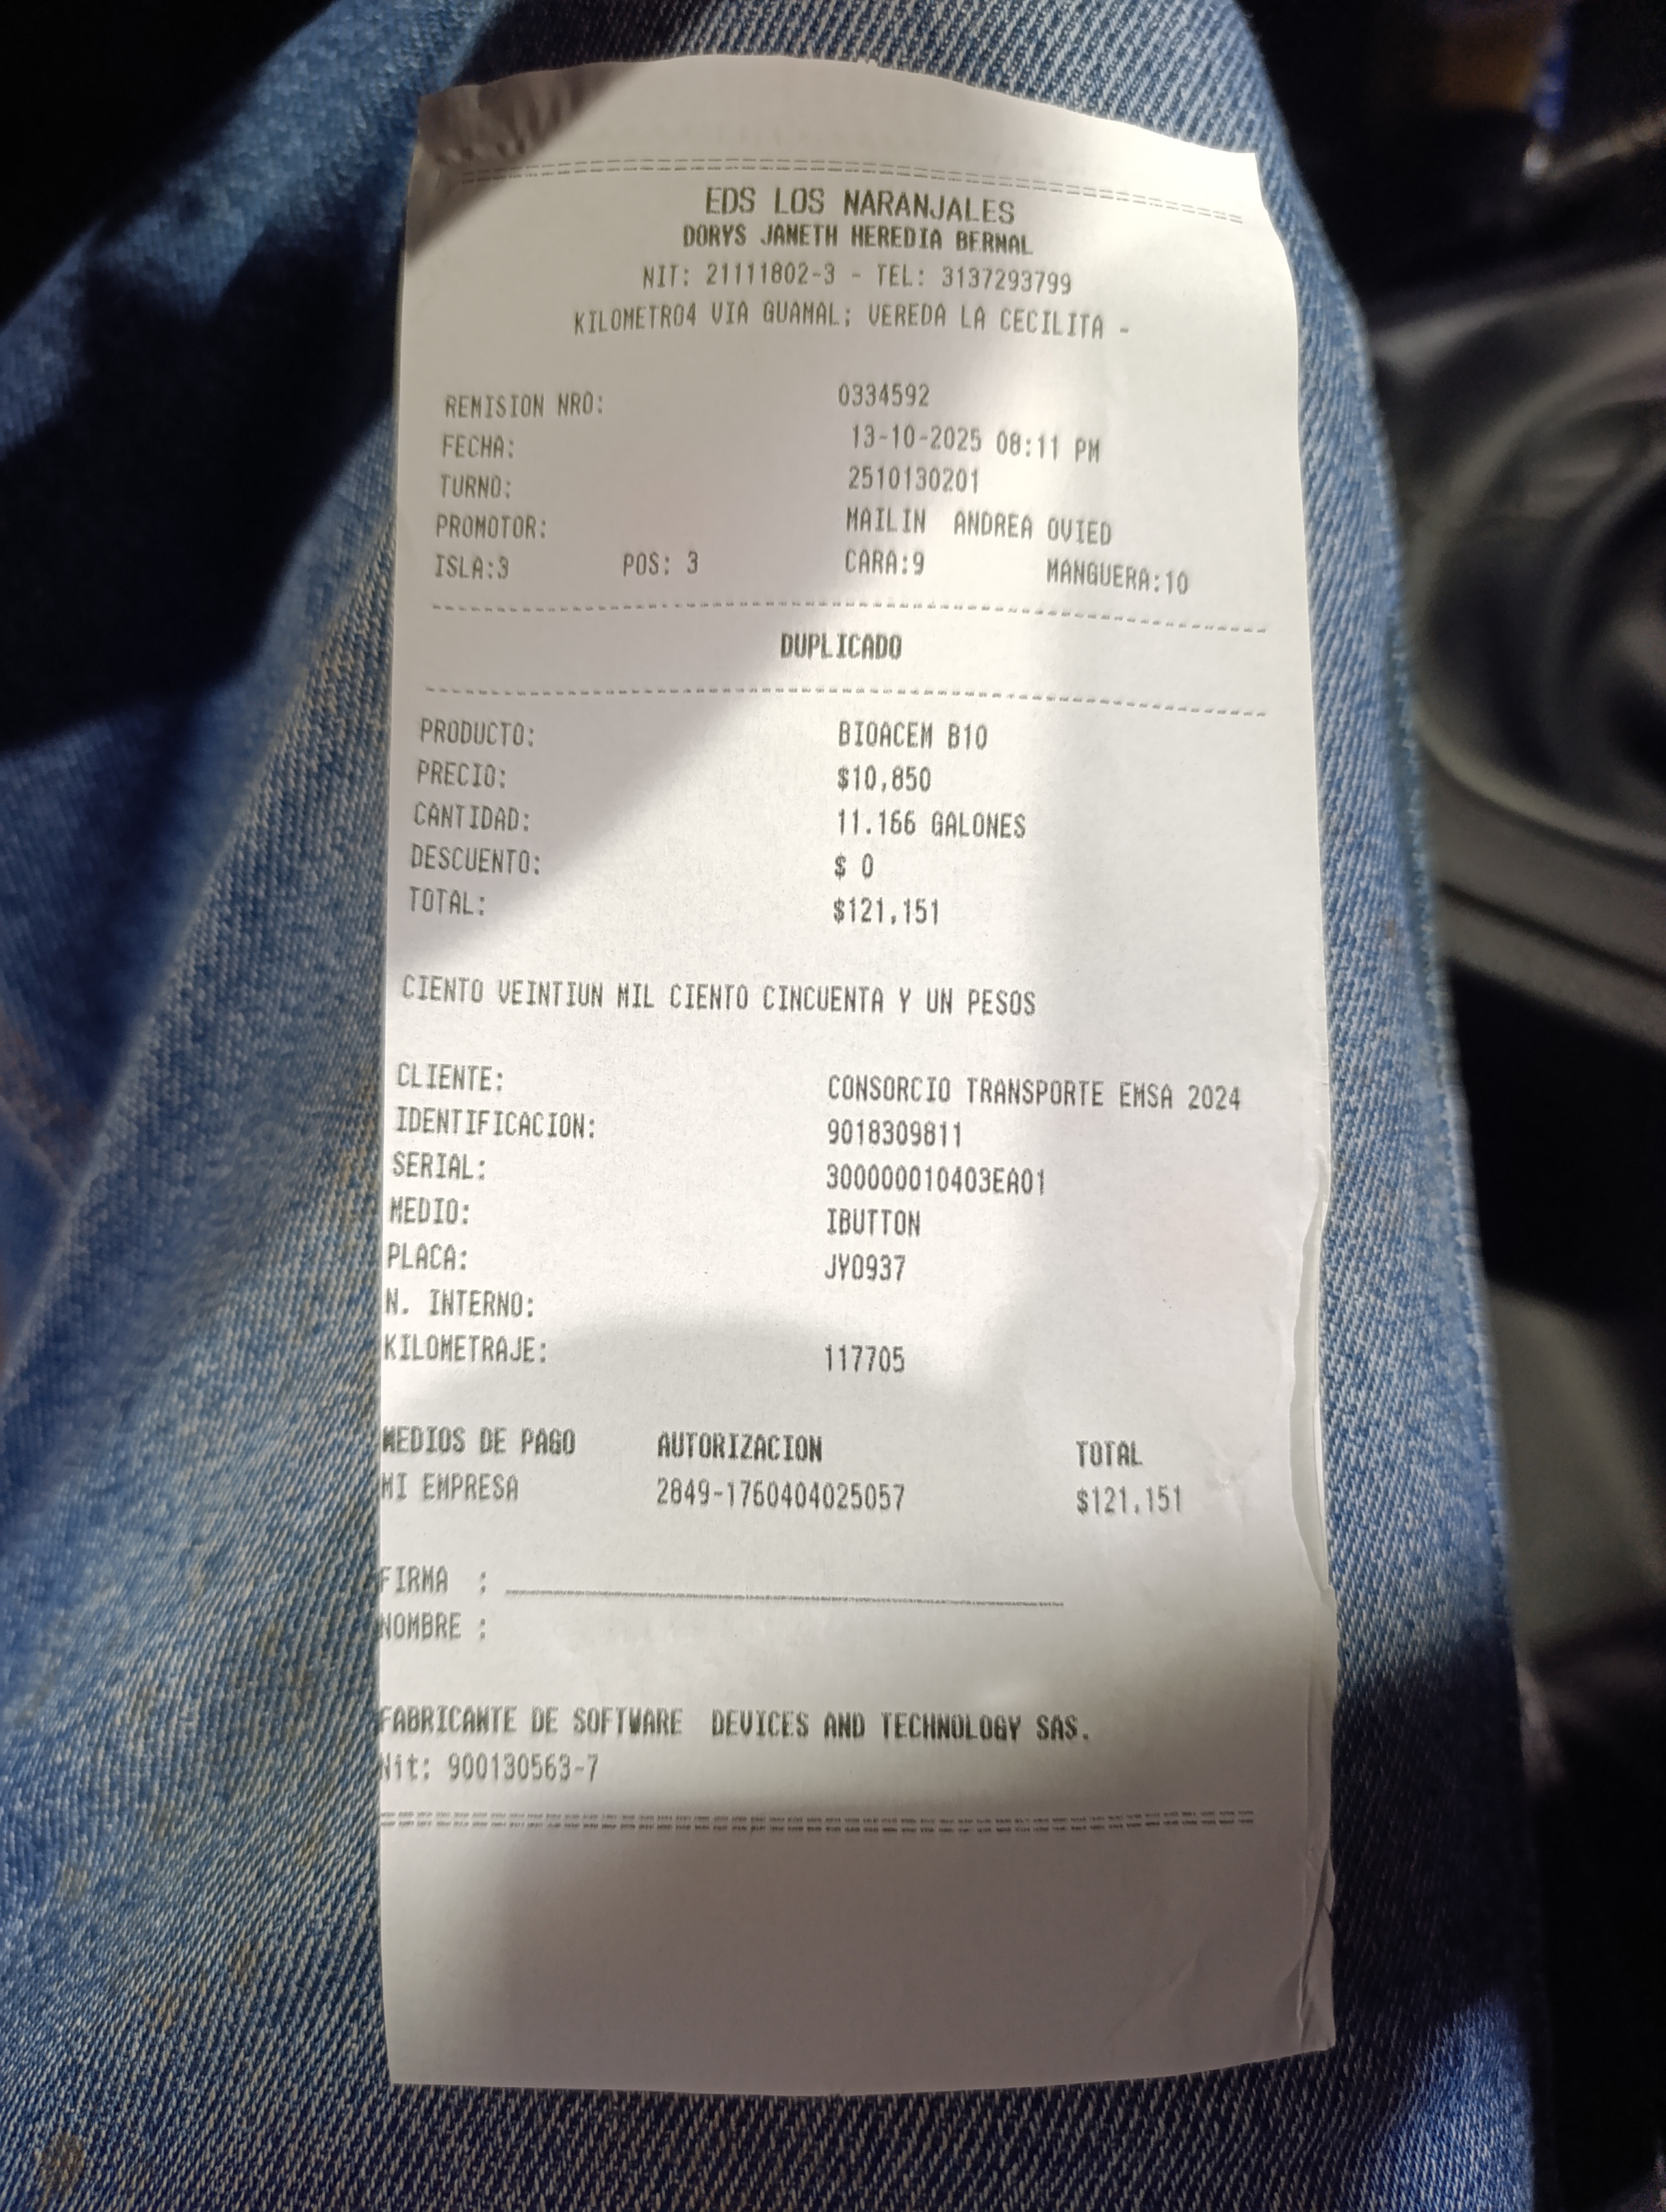 EDS LOS NARANJALES
DORYS JANETH HEREDIA BERNAL
NIT: 21111802-3 - TEL: 3137293799
KILOMETRO4 VIA GUAMAL; VEREDA LA CECILITA -
REMISION NRO: 0334592
FECHA: 13-10-2025 08:11 PM
TURNO: 2510130201
PROMOTOR: MAILIN ANDREA OVIED
ISLA:3 POS: 3 CARA:9 MANGUERA:10
DUPLICADO
PRODUCTO: BIOACEM B10
PRECIO: $10,850
CANTIDAD: 11.166 GALONES
DESCUENTO: $ 0
TOTAL: $121,151
CIENTO VEINTIUN MIL CIENTO CINCUENTA Y UN PESOS
CLIENTE: CONSORCIO TRANSPORTE EMSA 2024
IDENTIFICACION: 9018309811
SERIAL: 300000010403EA01
MEDIO: IBUTTON
PLACA: JYO937
N. INTERNO:
KILOMETRAJE: 117705
MEDIOS DE PAGO AUTORIZACION TOTAL
MI EMPRESA 2849-1760404025057 $121,151
FIRMA :
NOMBRE :
FABRICANTE DE SOFTWARE DEVICES AND TECHNOLOGY SAS.
Nit: 900130563-7